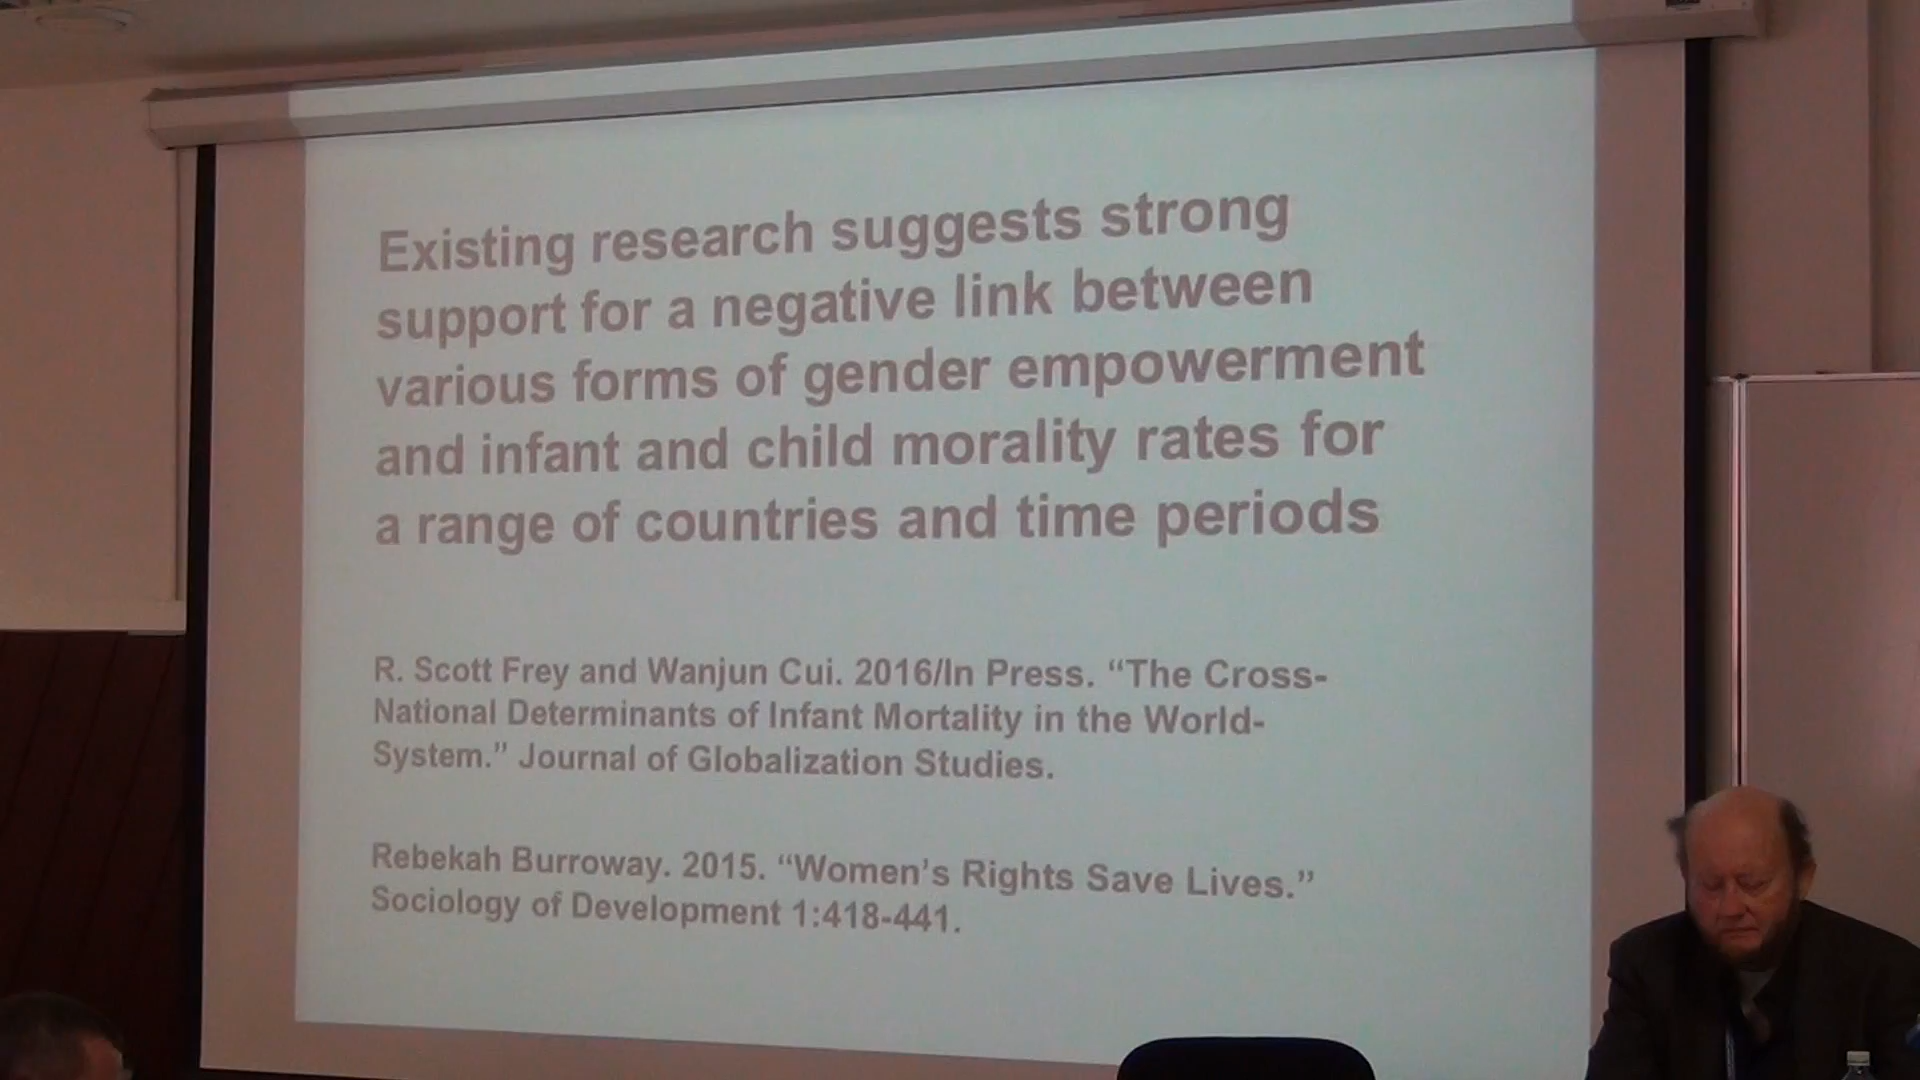 Existing research suggests strong
support for a negative link between
various forms of gender empowerment
and infant and child morality rates for
a range of countries and time periods
R. Scott Frey and Wanjun Cui. 2016/In Press. “The Cross-
National Determinants of Infant Mortality in the World-
System.” Journal of Globalization Studies.
Rebekah Burroway. 2015. “Women’s Rights Save Lives.”
Sociology of Development 1:418-441.